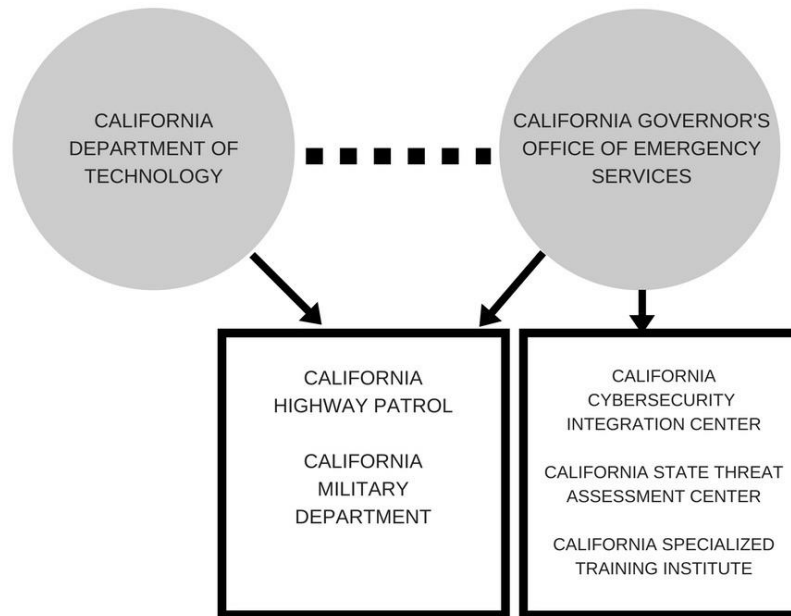 CALIFORNIA
DEPARTMENT OF
TECHNOLOGY
CALIFORNIA GOVERNOR'S
OFFICE OF EMERGENCY
SERVICES
CALIFORNIA
HIGHWAY PATROL
CALIFORNIA
MILITARY
DEPARTMENT
CALIFORNIA
CYBERSECURITY
INTEGRATION CENTER
CALIFORNIA STATE THREAT
ASSESSMENT CENTER
CALIFORNIA SPECIALIZED
TRAINING INSTITUTE